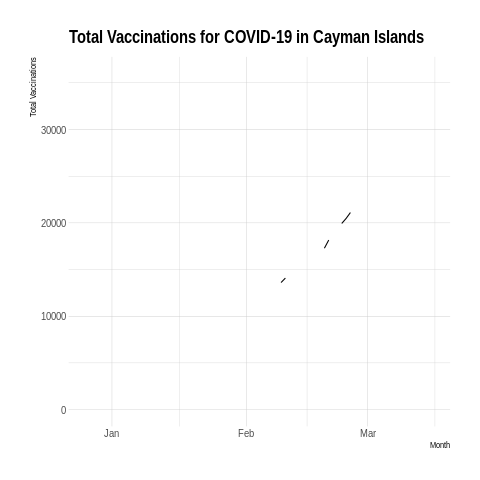 Total Vaccinations for COVID-19 in Cayman Islands
Total Vaccinations
30000
20000
10000
0
Jan Feb Mar
Month